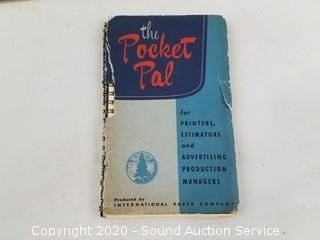 the
Pocket
Pal
for
PRINTERS,
ESTIMATORS
and
ADVERTISING
PRODUCTION
MANAGERS
Produced by
INTERNATIONAL PAPER COMPANY
Copyright 2020 - Sound Auction Service